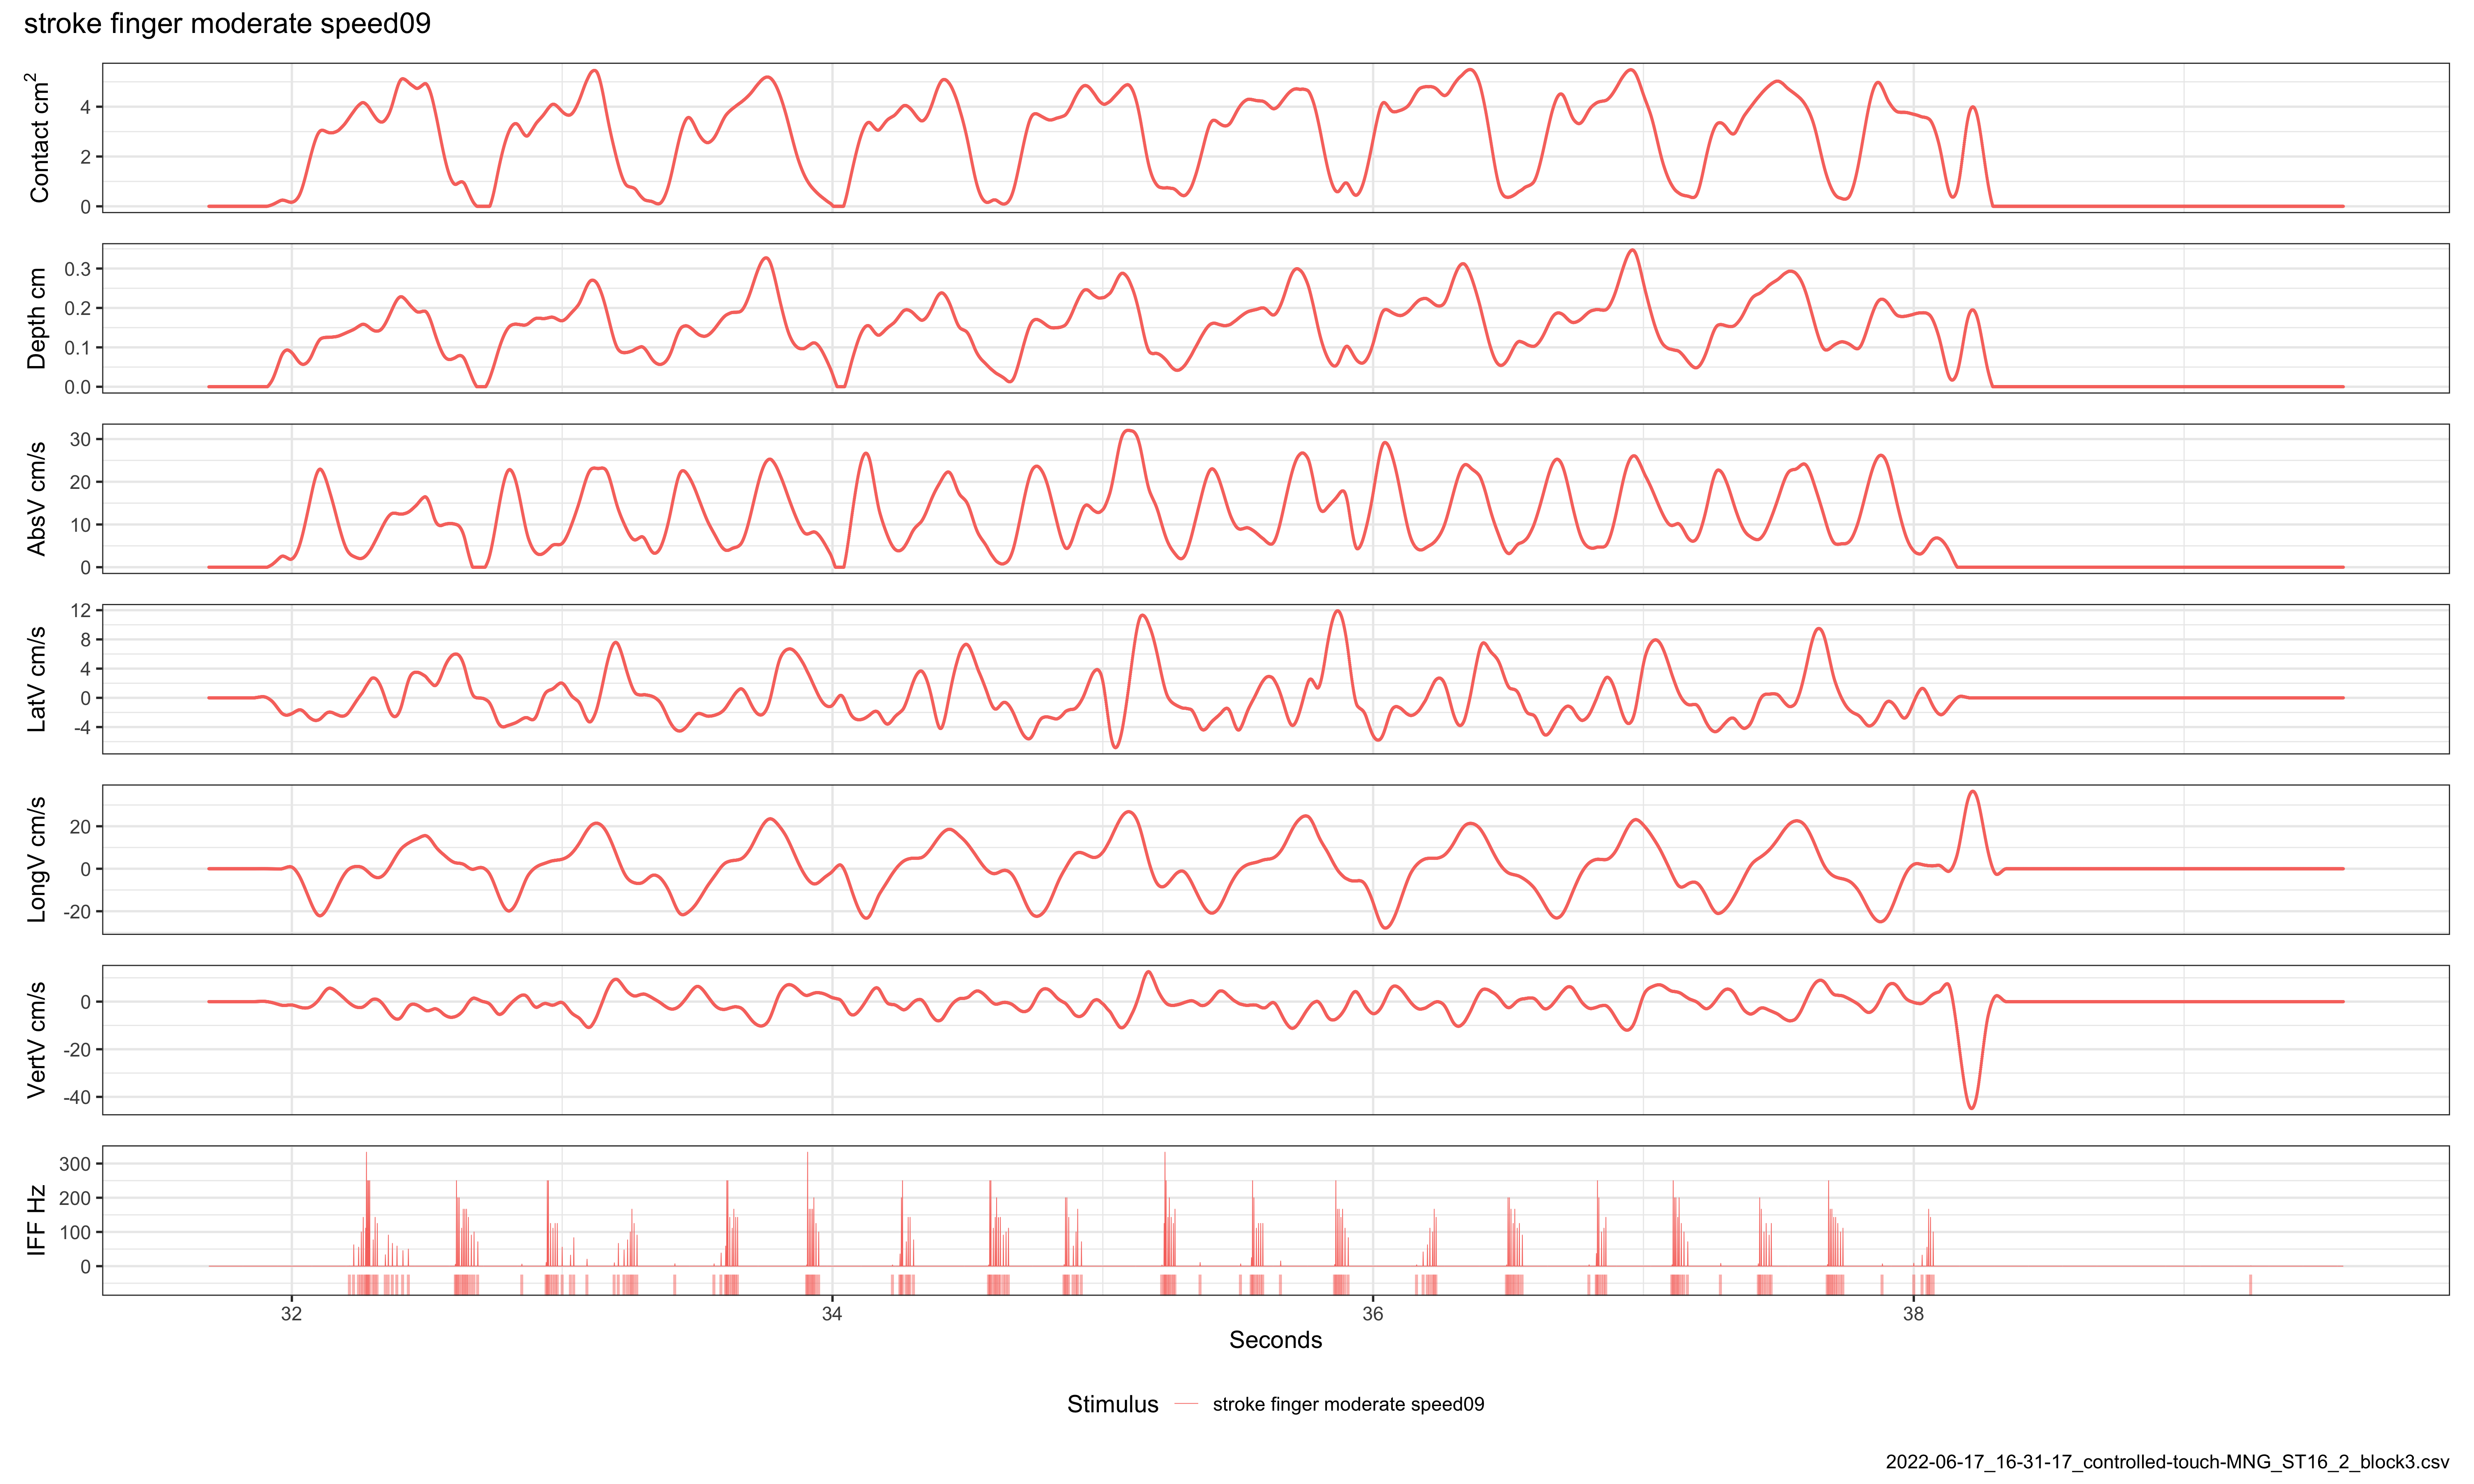 stroke finger moderate speed09
Contact cm²
4
2
0
Depth cm
0.3
0.2
0.1
0.0
AbsV cm/s
30
20
10
0
LatV cm/s
12
8
4
0
-4
LongV cm/s
20
0
-20
VertV cm/s
0
-20
-40
IFF Hz
300
200
100
0
32 34 36 38
Seconds
Stimulus stroke finger moderate speed09
2022-06-17_16-31-17_controlled-touch-MNG_ST16_2_block3.csv